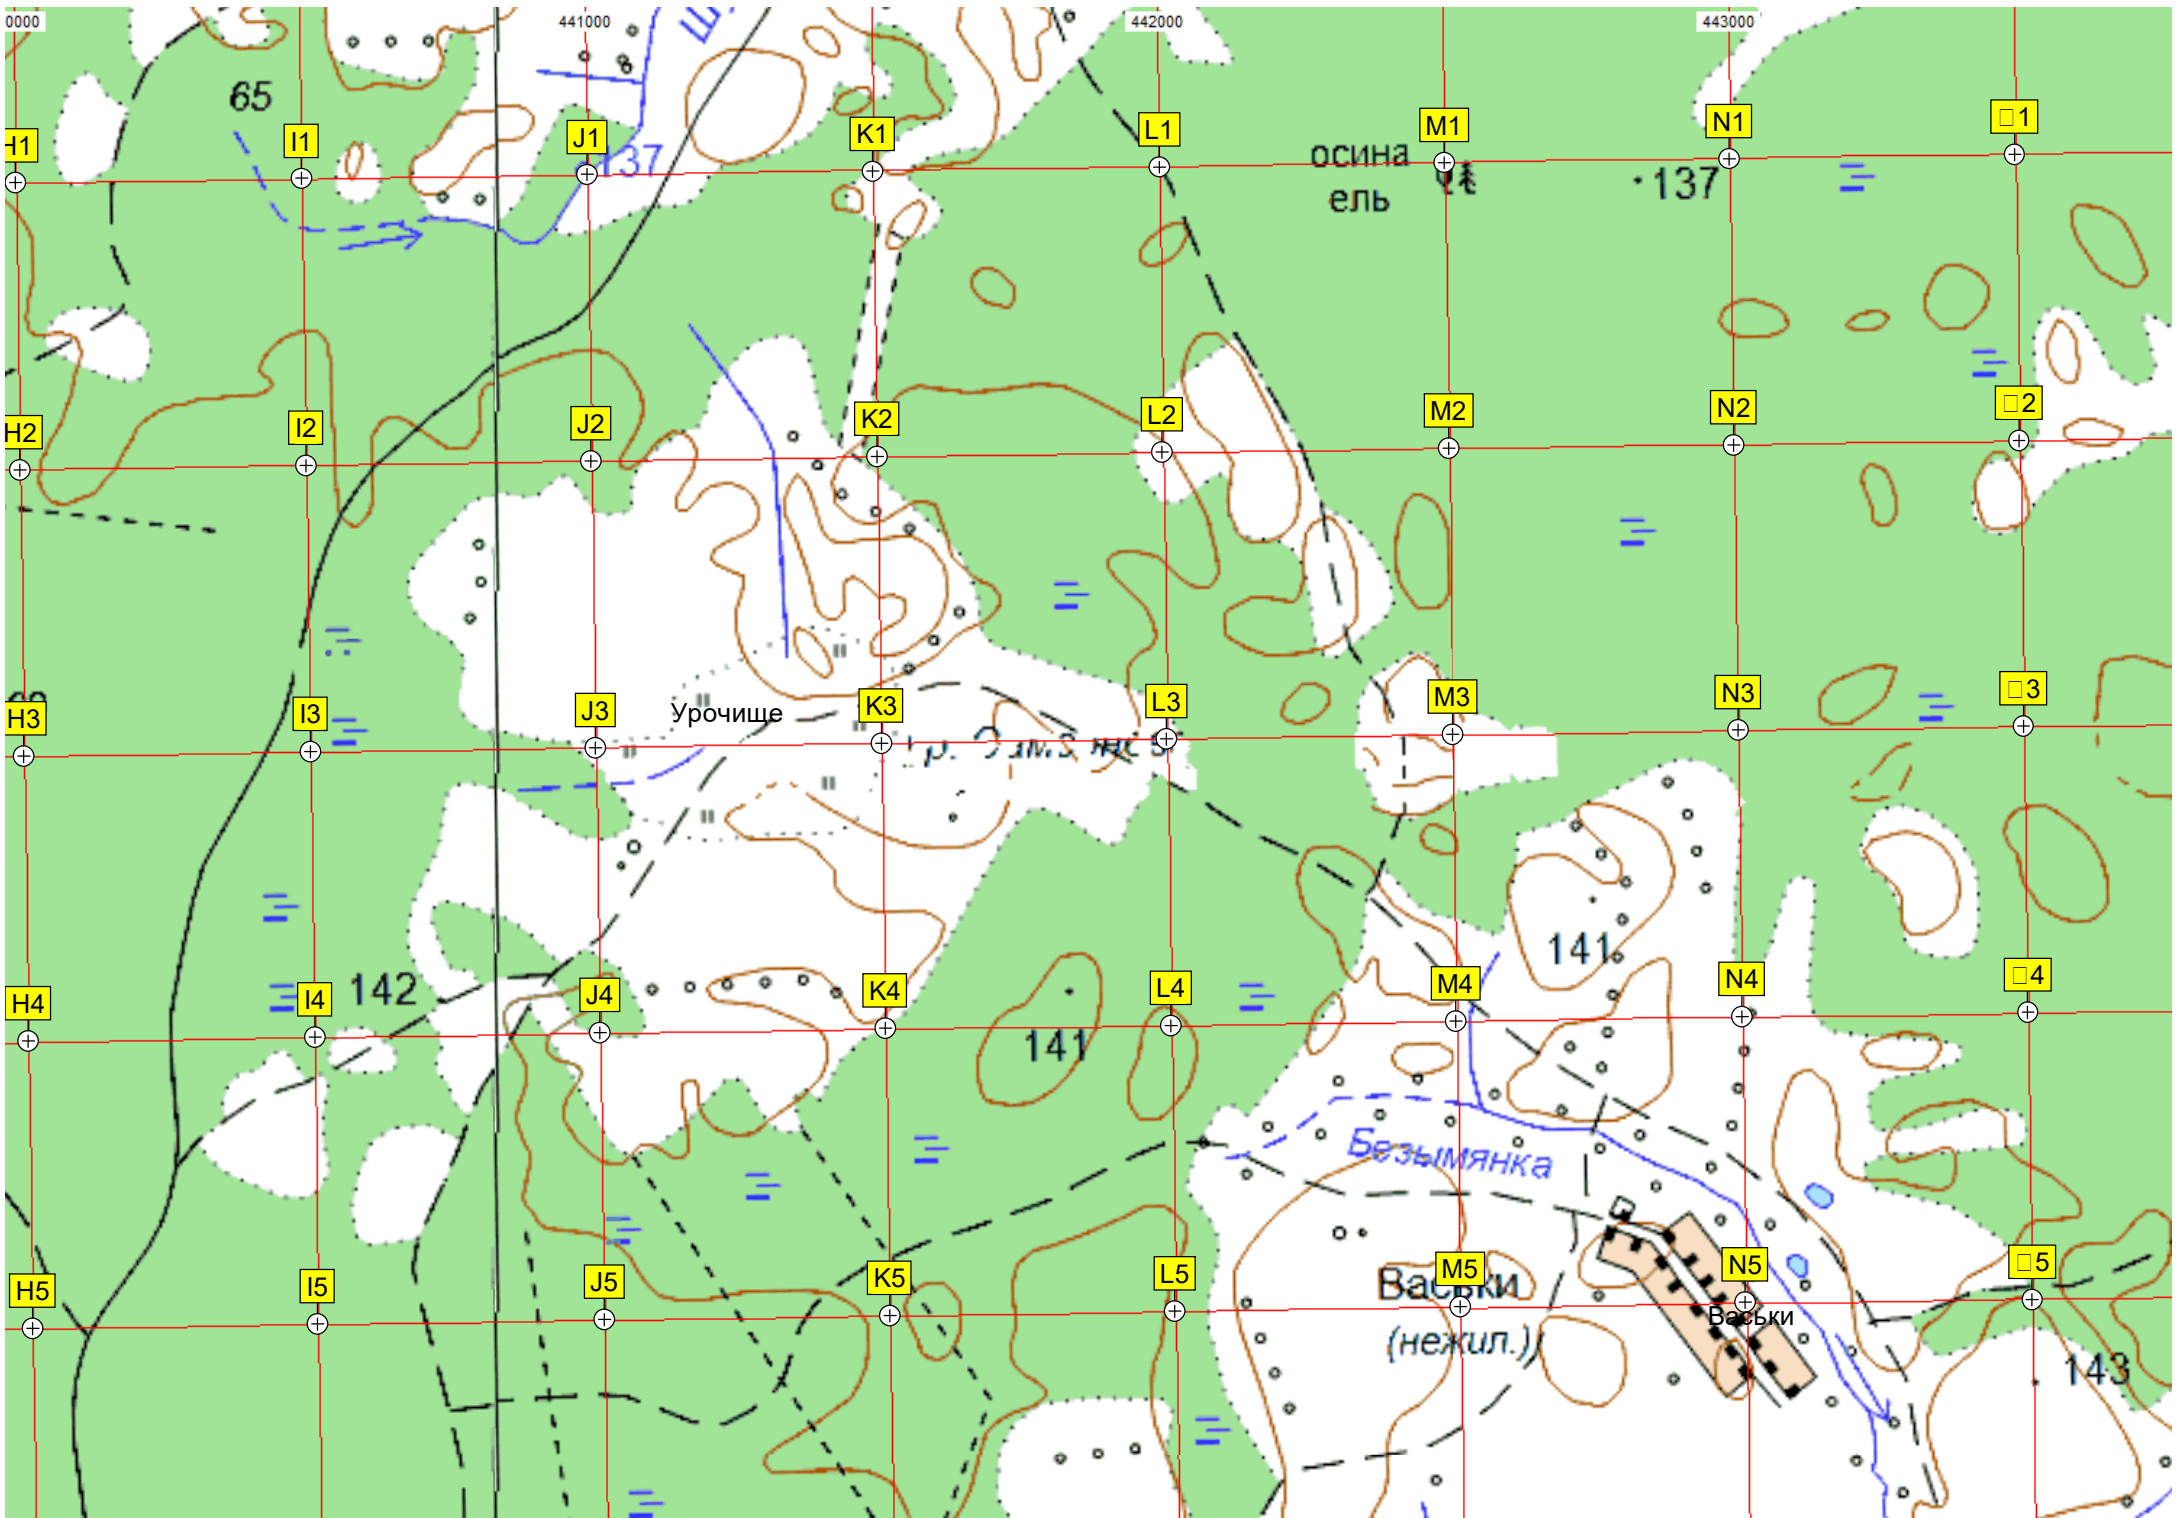 0000
441000
442000
443000
65
H1
I1
J1
137
K1
L1
осина
ель
M1
137
N1
□1
H2
I2
J2
K2
L2
M2
N2
□2
H3
I3
J3
Урочище
K3
L3
M3
N3
□3
H4
I4
142
J4
K4
141
L4
M4
141
N4
□4
Безымянка
H5
I5
J5
K5
L5
Васьки
(нежил.)
M5
N5
Васьки
□5
143